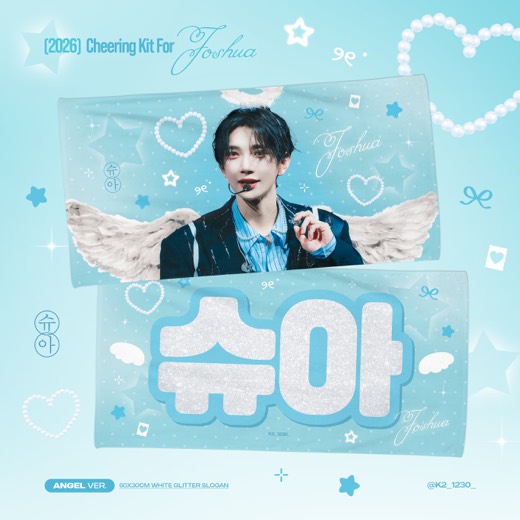 [2026] Cheering Kit For Joshua
Joshua
슈
아
슈
아
슈아
Joshua
ANGEL VER.
60X30CM WHITE GLITTER SLOGAN
@K2_1230_